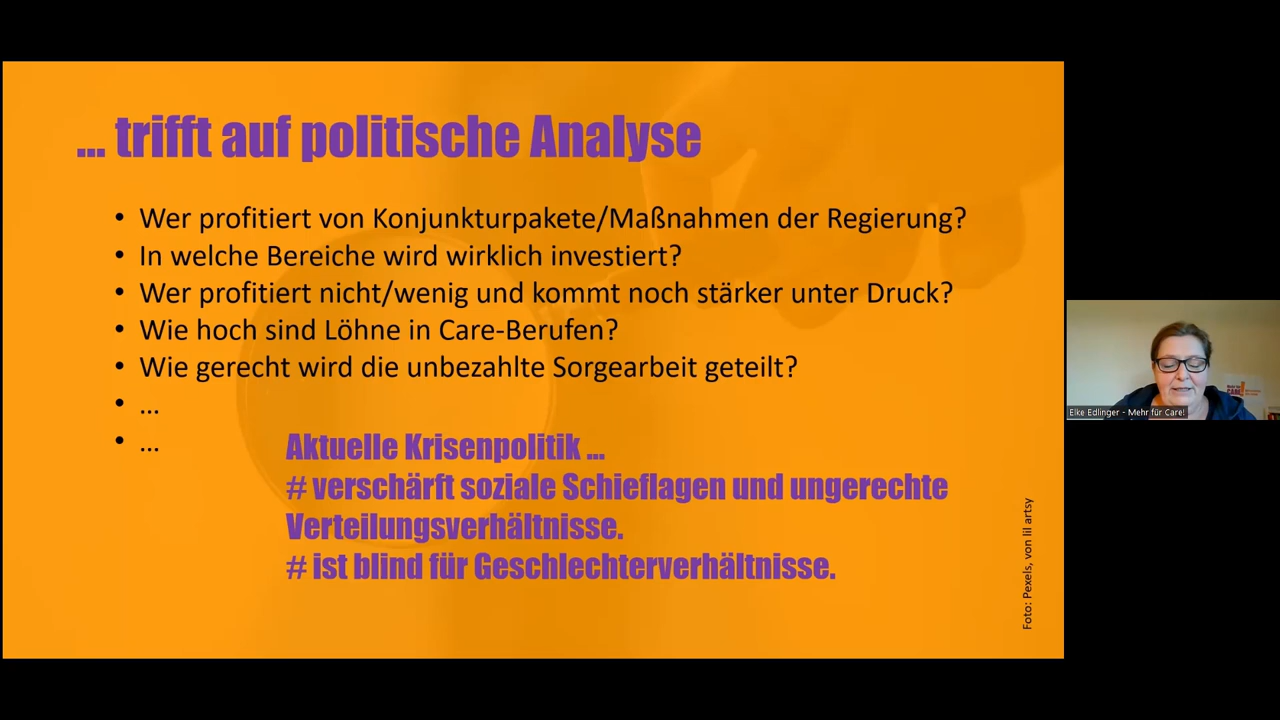 ... trifft auf politische Analyse
• Wer profitiert von Konjunkturpakete/Maßnahmen der Regierung?
• In welche Bereiche wird wirklich investiert?
• Wer profitiert nicht/wenig und kommt noch stärker unter Druck?
• Wie hoch sind Löhne in Care-Berufen?
• Wie gerecht wird die unbezahlte Sorgearbeit geteilt?
• ...
• ...
Aktuelle Krisenpolitik ...
# verschärft soziale Schieflagen und ungerechte
Verteilungsverhältnisse.
# ist blind für Geschlechterverhältnisse.
Foto: Pexels, von lil artsy
Elke Edlinger - Mehr für Care!